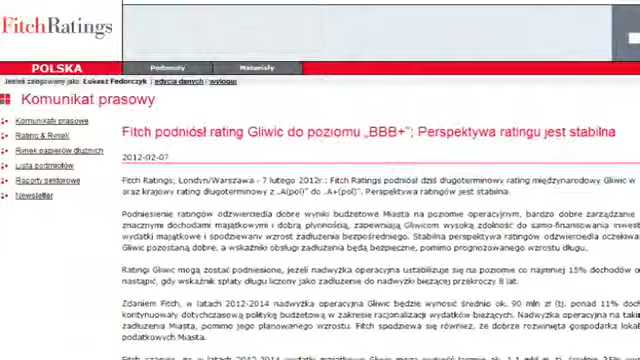 FitchRatings
POLSKA
Podmioty
Materiały
Jesteś zalogowany jako Łukasz Fedorczyk | edycja danych | wyloguj
Komunikat prasowy
Komunikaty prasowe
Rating & Rynek
Rynek papierów dłużnych
Lista podmiotów
Raporty sektorowe
Newsletter
Fitch podniósł rating Gliwic do poziomu „BBB+”; Perspektywa ratingu jest stabilna
2012-02-07
Fitch Ratings, Londyn/Warszawa - 7 lutego 2012r.: Fitch Ratings podniósł dziś długoterminowy rating międzynarodowy Gliwic w
oraz krajowy rating długoterminowy z „A(pol)” do „A+(pol)”. Perspektywa ratingów jest stabilna.
Podniesienie ratingów odzwierciedla dobre wyniki budżetowe Miasta na poziomie operacyjnym, bardzo dobre zarządzanie
znacznymi dochodami majątkowymi i dobrą płynnością, zapewniają Gliwicom wysoką zdolność do samo-finansowania inwest
wydatki majątkowe i spodziewany wzrost zadłużenia bezpośredniego. Stabilna perspektywa ratingów odzwierciedla oczekiwa
Gliwic pozostaną dobre, a wskaźniki obsługi zadłużenia będą bezpieczne, pomimo prognozowanego wzrostu długu.
Ratingi Gliwic mogą zostać podniesione, jeżeli nadwyżka operacyjna ustabilizuje się na poziomie co najmniej 15% dochodów o
nastąpić, gdy wskaźnik spłaty długu liczony jako zadłużenie do nadwyżki bieżącej przekroczy 8 lat.
Zdaniem Fitch, w latach 2012-2014 nadwyżka operacyjna Gliwic będzie wynosić średnio ok. 90 mln zł (tj. ponad 11% doch
kontynuowały dotychczasową politykę budżetową w zakresie racjonalizacji wydatków bieżących. Nadwyżka operacyjna na taki
zadłużenia Miasta, pomimo jego planowanego wzrostu. Fitch spodziewa się również, że dobrze rozwinięta gospodarka lokal
podatkowych Miasta.